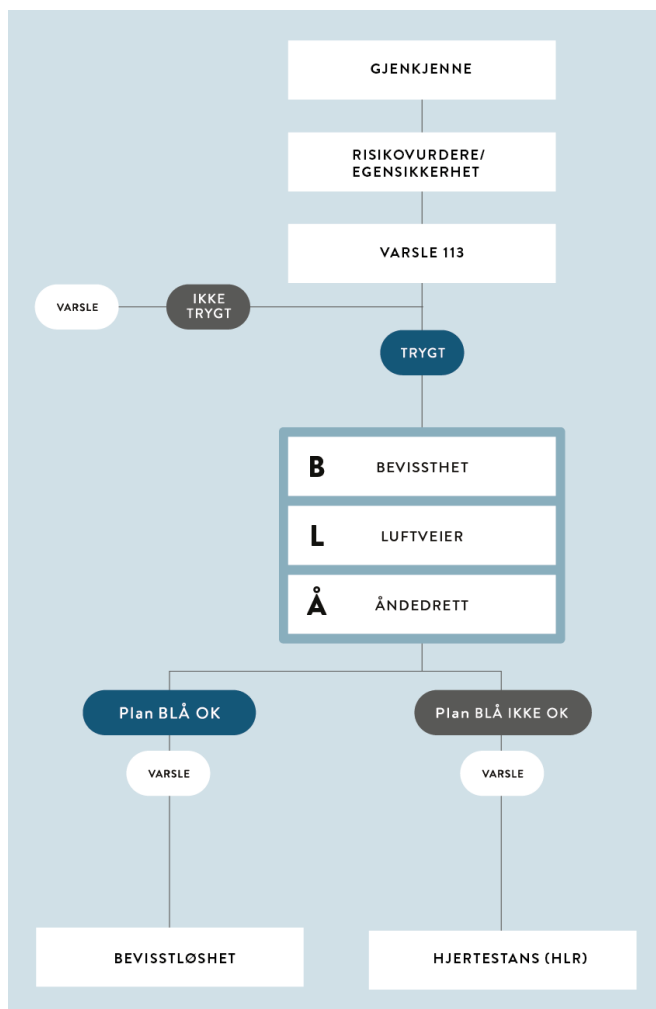 GJENKJENNE
RISIKOVURDERE/
EGENSIKKERHET
VARSLE 113
VARSLE
IKKE
TRYGT
TRYGT
B BEVISSTHET
L LUFTVEIER
Å ÅNDEDRETT
Plan BLÅ OK
Plan BLÅ IKKE OK
VARSLE
VARSLE
BEVISSTLØSHET
HJERTESTANS (HLR)